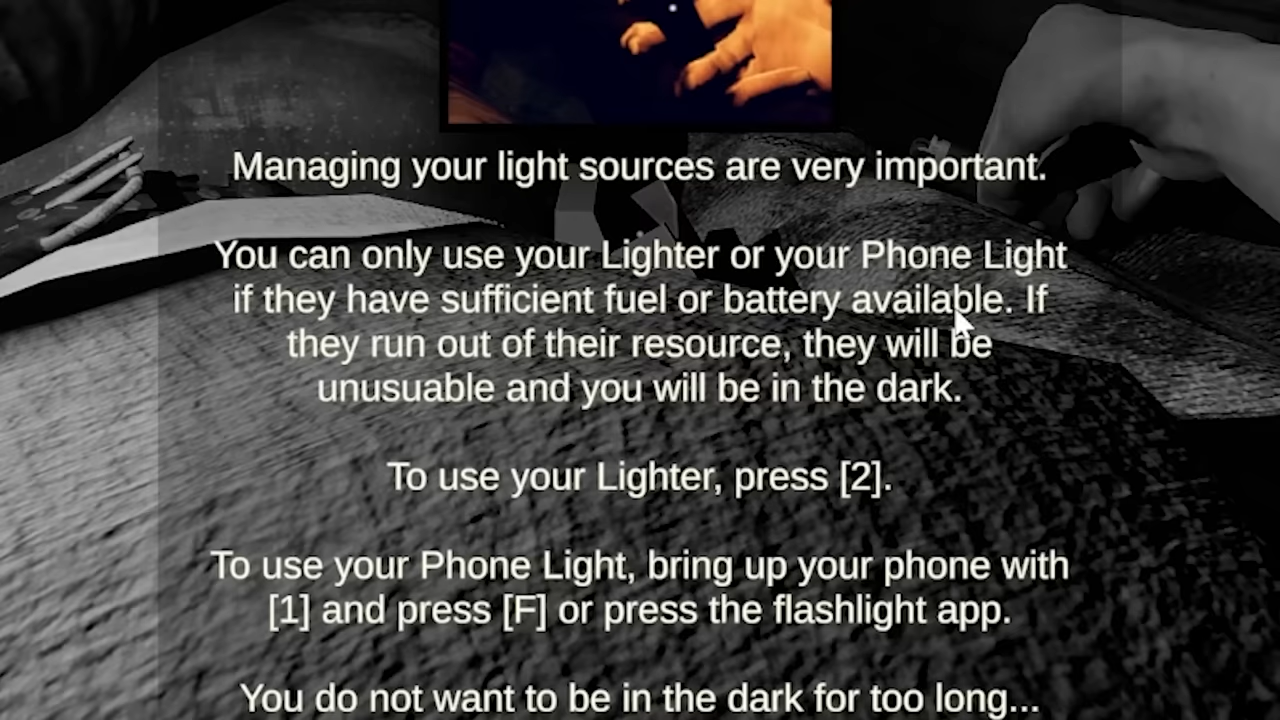 Managing your light sources are very important.
You can only use your Lighter or your Phone Light
if they have sufficient fuel or battery available. If
they run out of their resource, they will be
unusuable and you will be in the dark.
To use your Lighter, press [2].
To use your Phone Light, bring up your phone with
[1] and press [F] or press the flashlight app.
You do not want to be in the dark for too long...